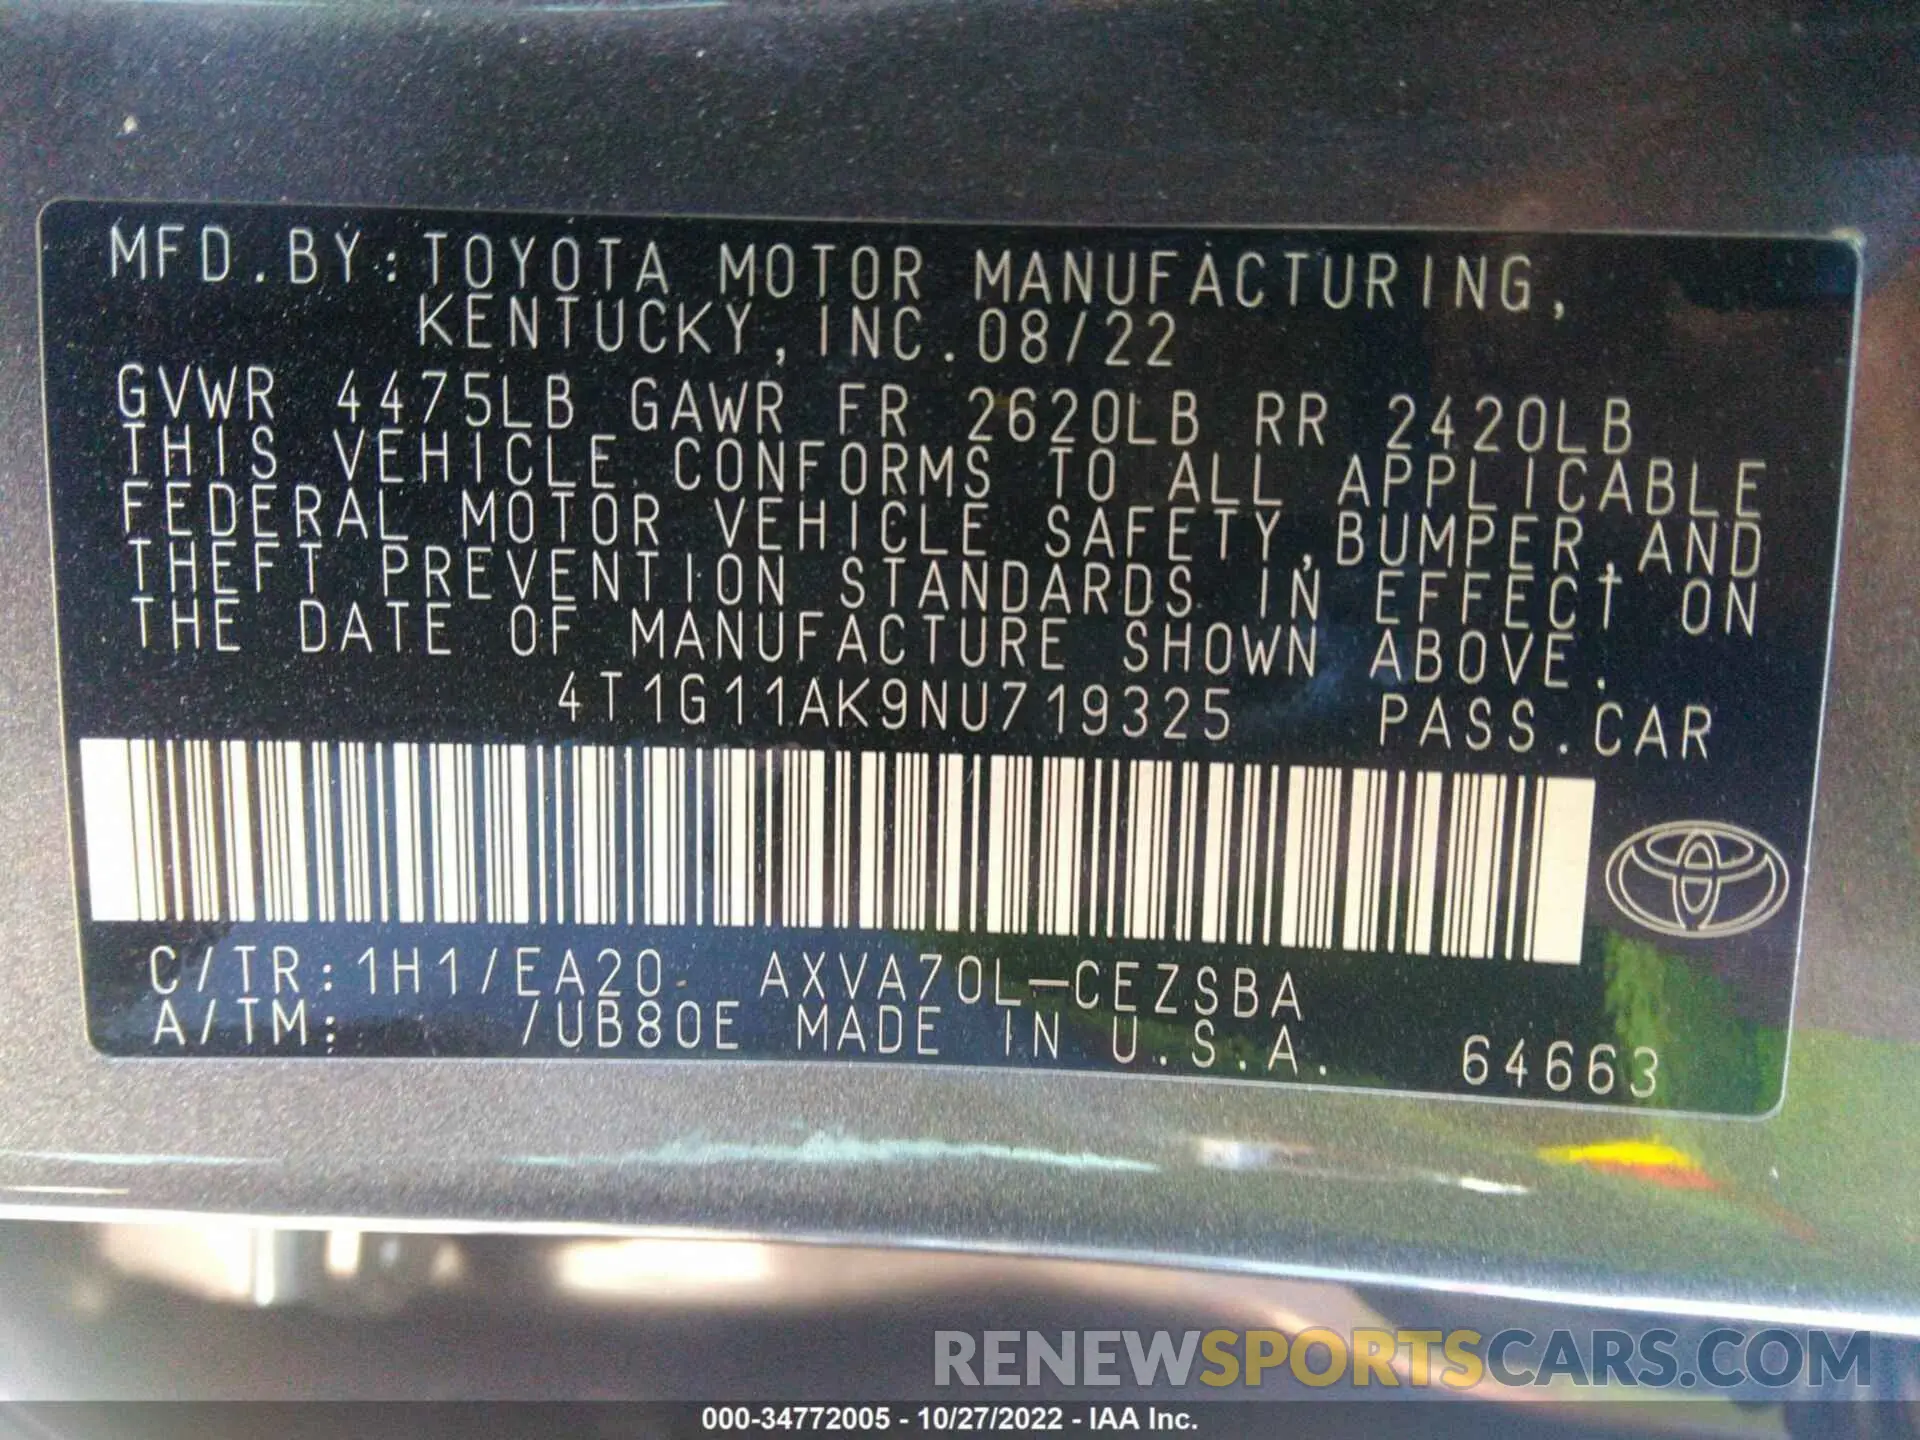 MFD.BY:TOYOTA MOTOR MANUFACTURING,
KENTUCKY,INC.08/22
GVWR 4475LB GAWR FR 2620LB RR 2420LB
THIS VEHICLE CONFORMS TO ALL APPLICABLE
FEDERAL MOTOR VEHICLE SAFETY,BUMPER,AND
THEFT PREVENTION STANDARDS IN EFFECT ON
THE DATE OF MANUFACTURE SHOWN ABOVE.
4T1G11AK9NU719325 PASS.CAR
C/TR:1H1/EA20 AXVA70L-CEZSBA
A/TM: /UB80E MADE IN U.S.A. 64663
RENEWSPORTSCARS.COM
000-34772005 - 10/27/2022 - IAA Inc.